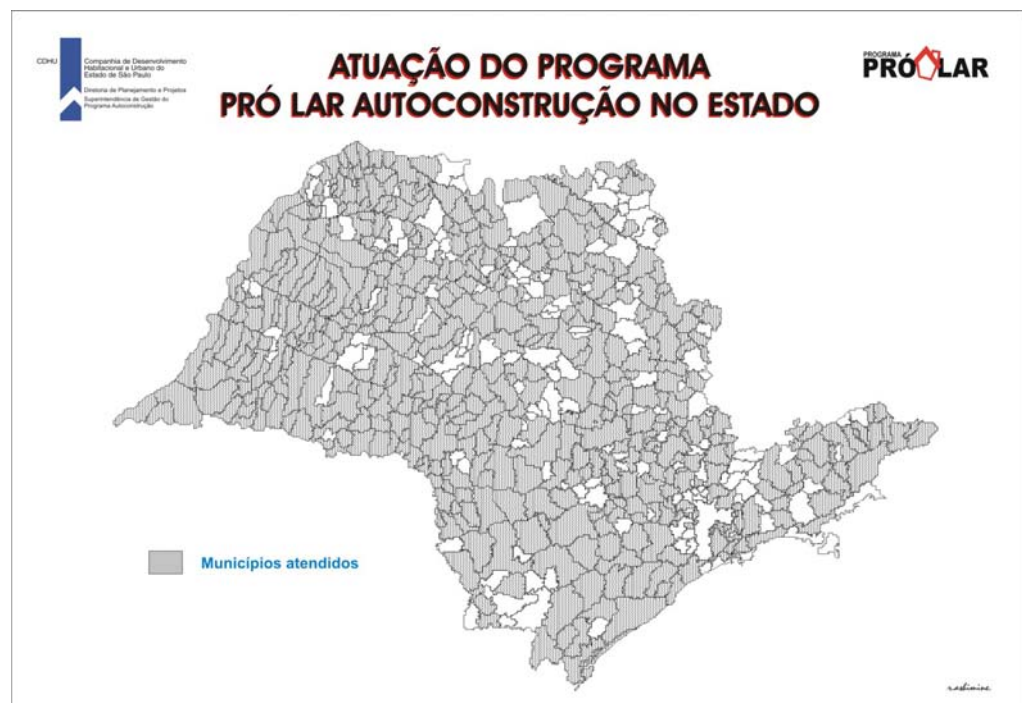 CDHU
Companhia de Desenvolvimento
Habitacional e Urbano do
Estado de São Paulo
Diretoria de Planejamento e Projetos
Superintendência de Gestão do
Programa Autoconstrução
ATUAÇÃO DO PROGRAMA
PRÓ LAR AUTOCONSTRUÇÃO NO ESTADO
PROGRAMA
PRÓ LAR
Municípios atendidos